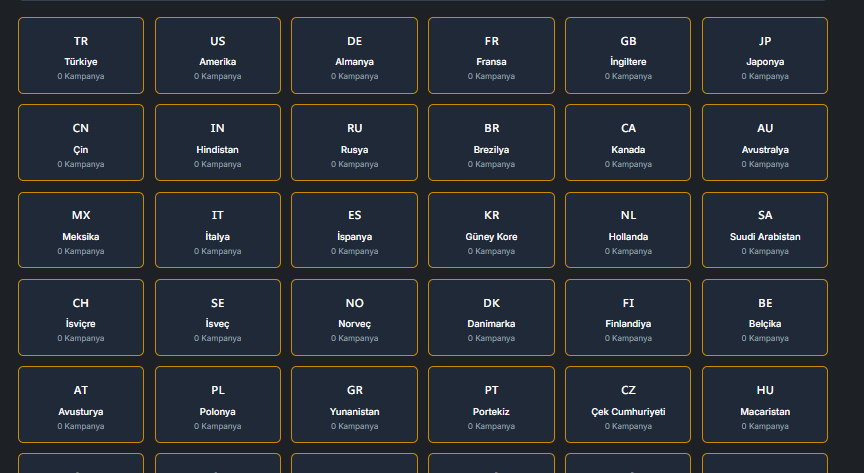 TR
Türkiye
0 Kampanya
US
Amerika
0 Kampanya
DE
Almanya
0 Kampanya
FR
Fransa
0 Kampanya
GB
İngiltere
0 Kampanya
JP
Japonya
0 Kampanya
CN
Çin
0 Kampanya
IN
Hindistan
0 Kampanya
RU
Rusya
0 Kampanya
BR
Brezilya
0 Kampanya
CA
Kanada
0 Kampanya
AU
Avustralya
0 Kampanya
MX
Meksika
0 Kampanya
IT
İtalya
0 Kampanya
ES
İspanya
0 Kampanya
KR
Güney Kore
0 Kampanya
NL
Hollanda
0 Kampanya
SA
Suudi Arabistan
0 Kampanya
CH
İsviçre
0 Kampanya
SE
İsveç
0 Kampanya
NO
Norveç
0 Kampanya
DK
Danimarka
0 Kampanya
FI
Finlandiya
0 Kampanya
BE
Belçika
0 Kampanya
AT
Avusturya
0 Kampanya
PL
Polonya
0 Kampanya
GR
Yunanistan
0 Kampanya
PT
Portekiz
0 Kampanya
CZ
Çek Cumhuriyeti
0 Kampanya
HU
Macaristan
0 Kampanya